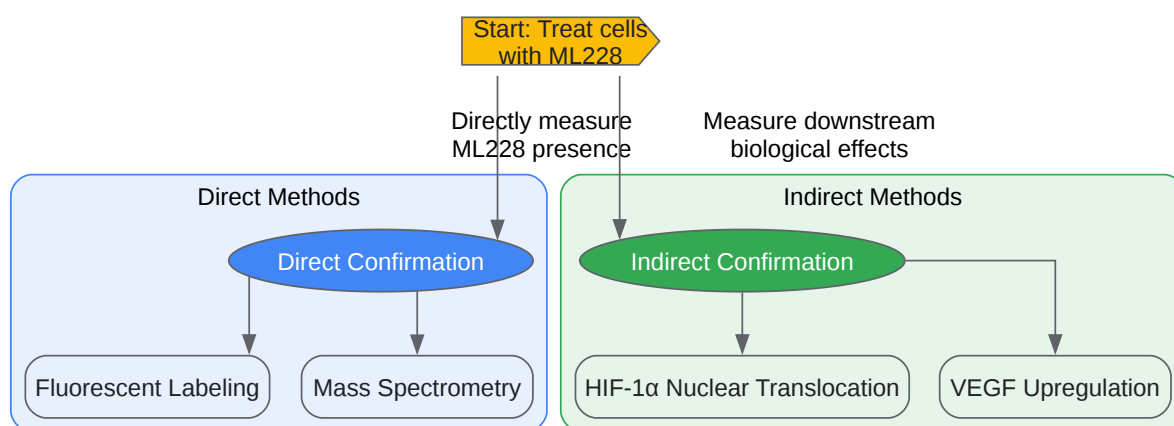 Start: Treat cells
with ML228
Directly measure
ML228 presence
Measure downstream
biological effects
Direct Methods
Indirect Methods
Direct Confirmation
Indirect Confirmation
Fluorescent Labeling
Mass Spectrometry
HIF-1α Nuclear Translocation
VEGF Upregulation